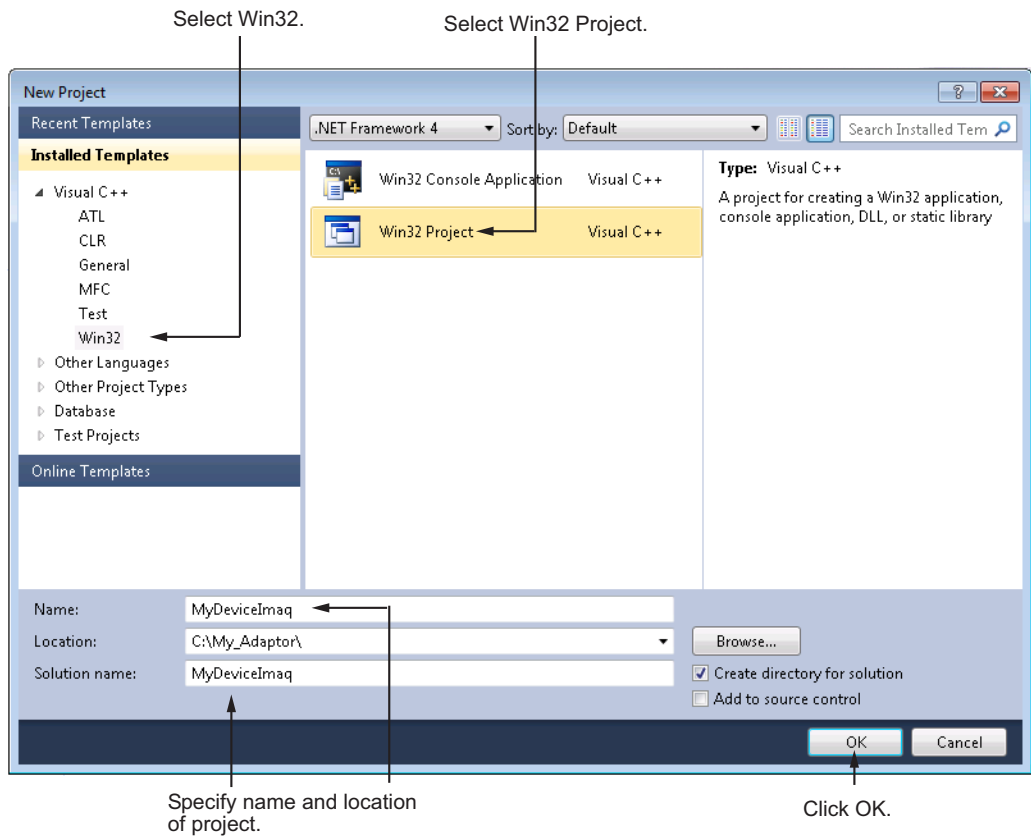 Select Win32.
Select Win32 Project.
New Project
Recent Templates
Installed Templates
Visual C++
ATL
CLR
General
MFC
Test
Win32
Other Languages
Other Project Types
Database
Test Projects
Online Templates
.NET Framework 4
Sort by: Default
Search Installed Tem
Win32 Console Application Visual C++
Win32 Project Visual C++
Type: Visual C++
A project for creating a Win32 application,
console application, DLL, or static library
Name: MyDeviceImaq
Location: C:\My_Adaptor\
Browse...
Solution name: MyDeviceImaq
Create directory for solution
Add to source control
OK Cancel
Specify name and location
of project.
Click OK.